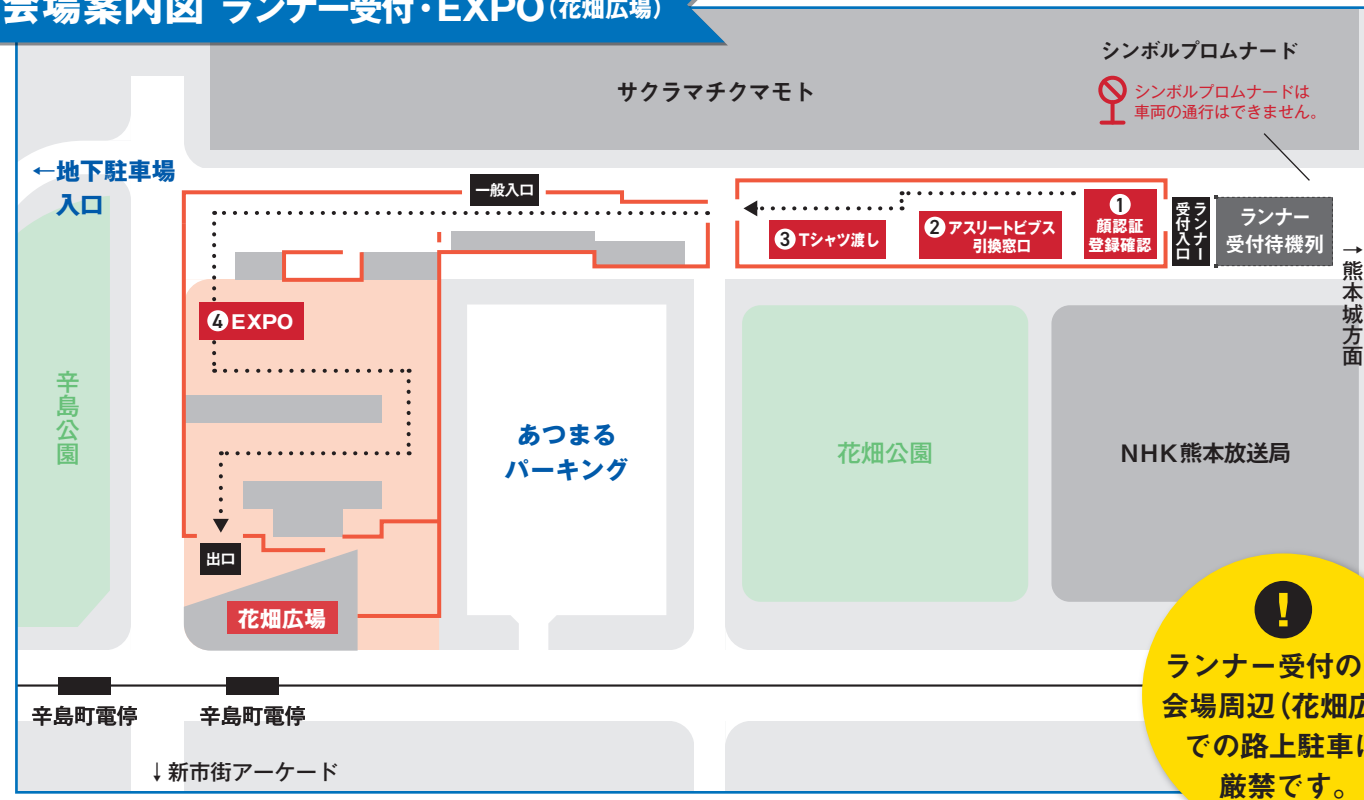 会場案内図 ランナー受付・EXPO(花畑広場)
シンボルプロムナード
シンボルプロムナードは
車両の通行はできません。
サクラマチクマモト
←地下駐車場
入口
一般入口
1
顔認証
登録確認
2 アスリートビブス
引換窓口
3 Tシャツ渡し
ランナー
受付入口
ランナー
受付待機列
→熊本城方面
4 EXPO
辛島公園
あつまる
パーキング
花畑公園
NHK熊本放送局
出口
花畑広場
!
ランナー受付の
会場周辺(花畑広
での路上駐車は
厳禁です。
辛島町電停
辛島町電停
↓新市街アーケード